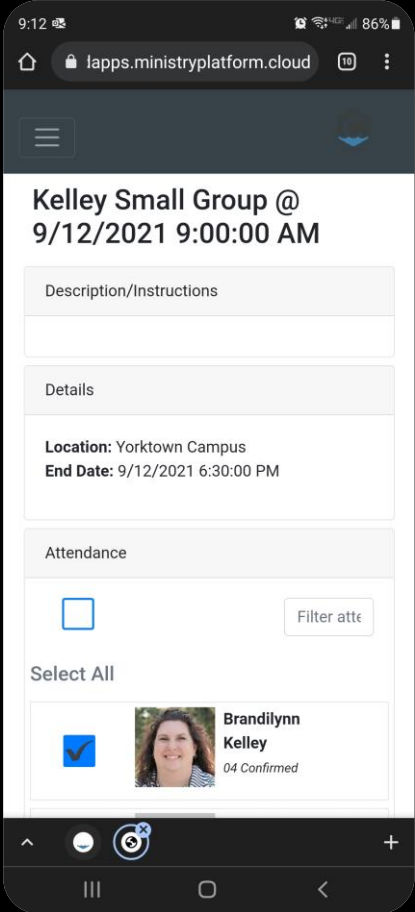 9:12 86%
lapps.ministryplatform.cloud 10
Kelley Small Group @
9/12/2021 9:00:00 AM
Description/Instructions
Details
Location: Yorktown Campus
End Date: 9/12/2021 6:30:00 PM
Attendance
Filter atte
Select All
Brandilynn
Kelley
04 Confirmed